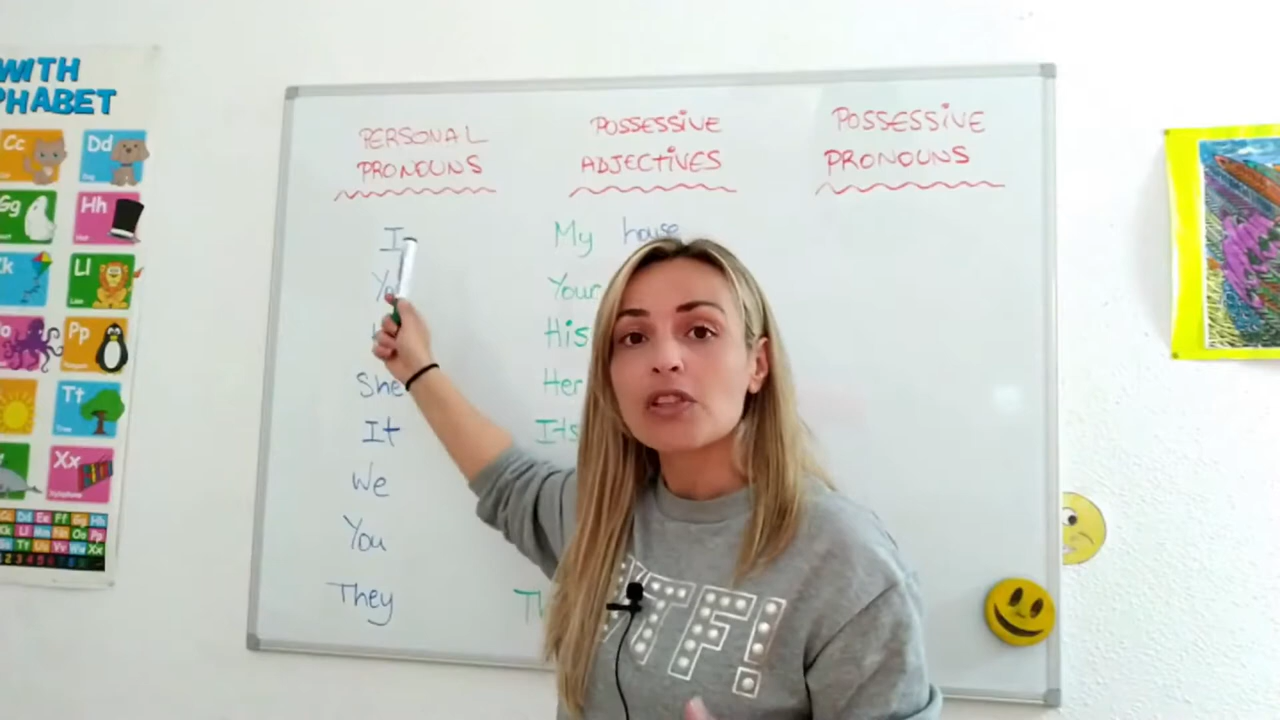 WITH
PHABET
Cc
Dd
Gg
Hh
Ll
Pp
Tt
Xx
PERSONAL
PRONOUNS
POSSESSIVE
ADJECTIVES
POSSESSIVE
PRONOUNS
I
My house
Your
His
She
Her
It
Its
We
You
They
TF!